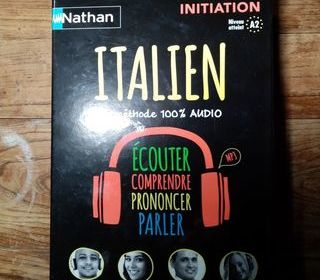 Nathan
INITIATION
Niveau atteint A2
ITALIEN
méthode 100% AUDIO
MP3
ÉCOUTER
COMPRENDRE
PRONONCER
PARLER